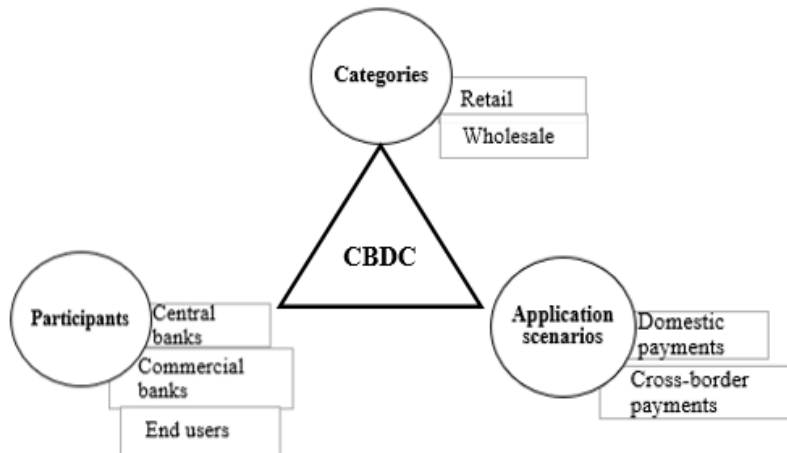 Categories
Retail
Wholesale
CBDC
Participants
Central
banks
Commercial
banks
End users
Application
scenarios
Domestic
payments
Cross-border
payments